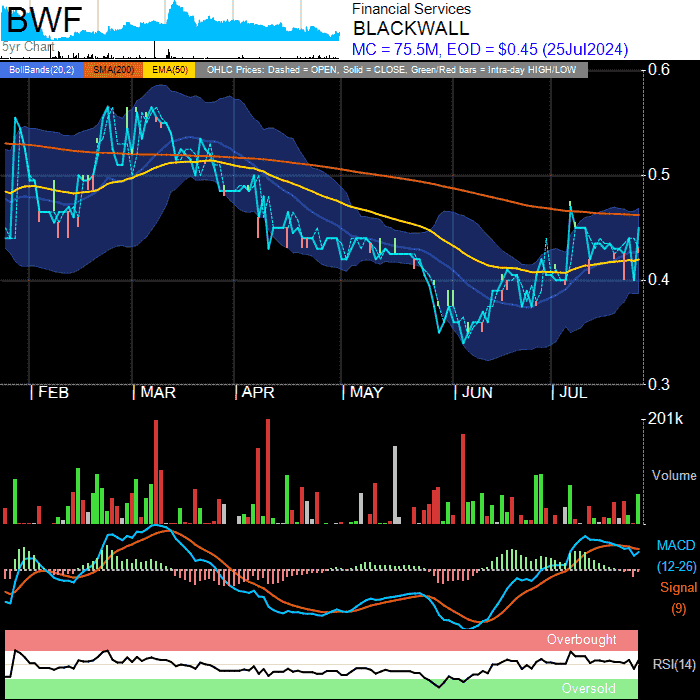 BWF
5yr Chart
Financial Services
BLACKWALL
MC = 75.5M, EOD = $0.45 (25Jul2024)
BollBands(20,2) SMA(200) EMA(50) OHLC Prices: Dashed = OPEN, Solid = CLOSE, Green/Red bars = Intra-day HIGH/LOW
0.6
0.5
0.4
0.3
FEB MAR APR MAY JUN JUL
201k
Volume
MACD
(12-26)
Signal
(9)
Overbought
RSI(14)
Oversold